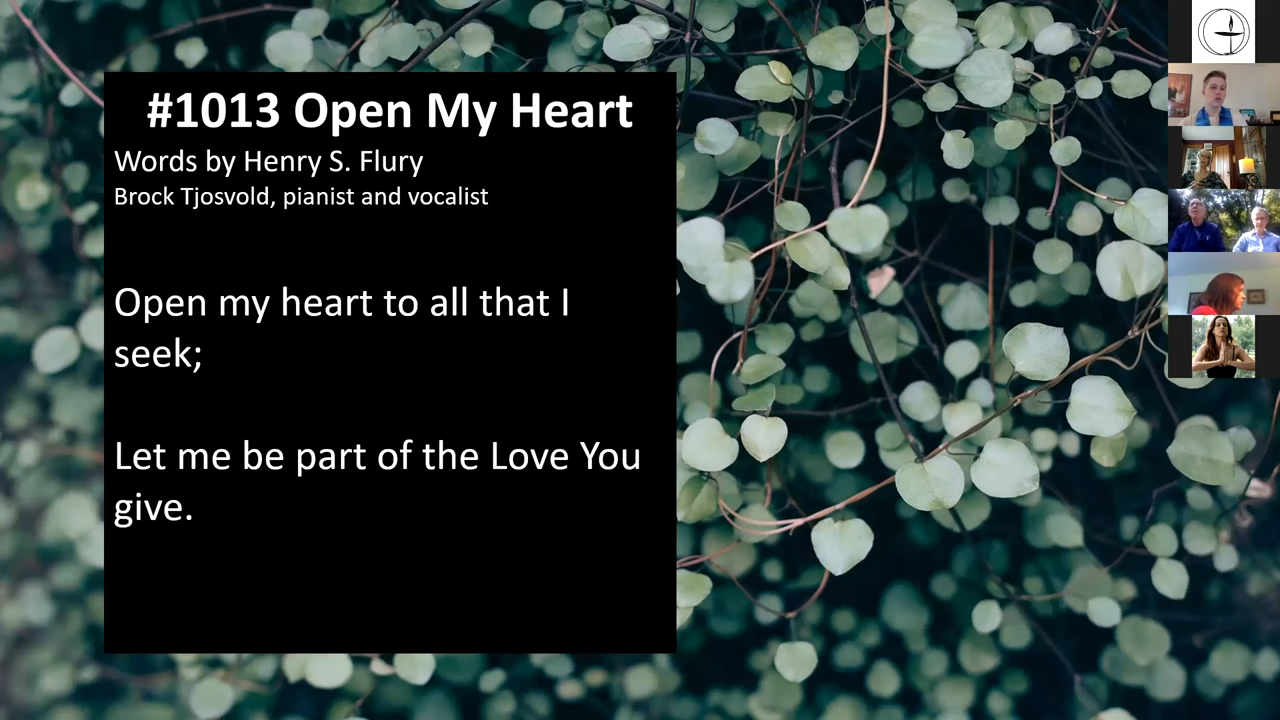 #1013 Open My Heart
Words by Henry S. Flury
Brock Tjosvold, pianist and vocalist
Open my heart to all that I
seek;
Let me be part of the Love You
give.